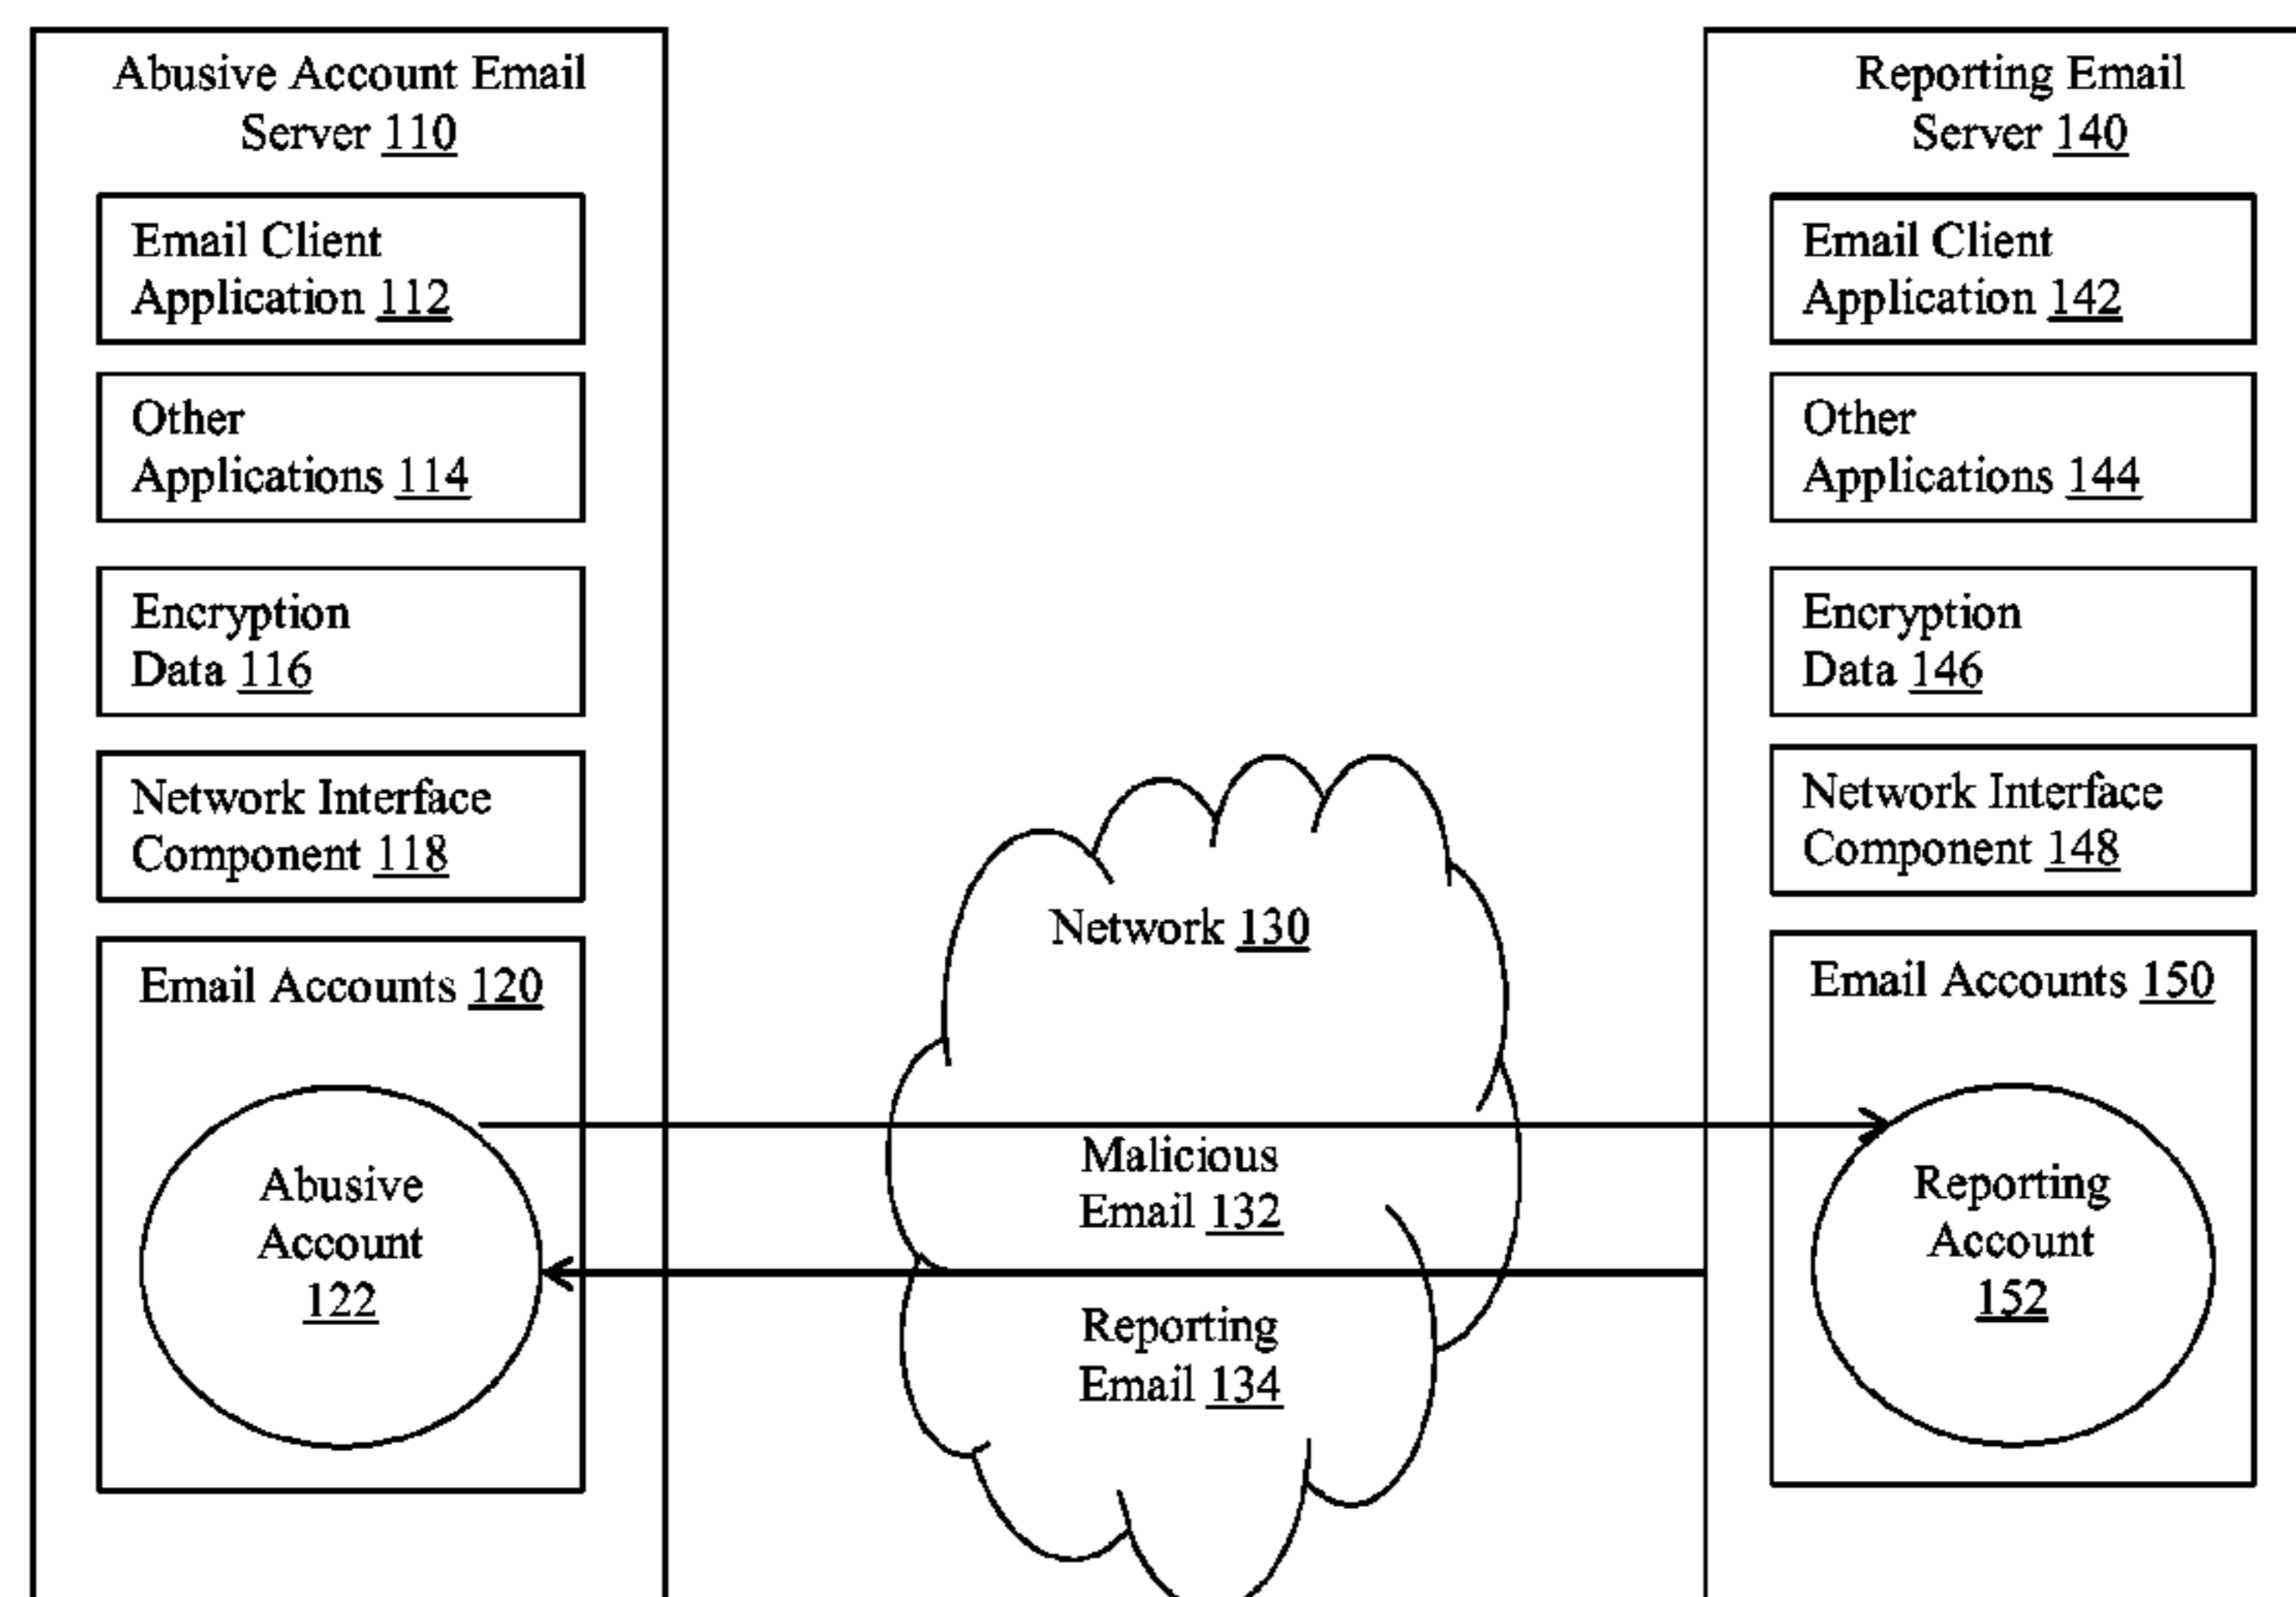 Abusive Account Email
Server 110
Email Client
Application 112
Other
Applications 114
Encryption
Data 116
Network Interface
Component 118
Email Accounts 120
Abusive
Account
122
Network 130
Malicious
Email 132
Reporting
Email 134
Reporting Email
Server 140
Email Client
Application 142
Other
Applications 144
Encryption
Data 146
Network Interface
Component 148
Email Accounts 150
Reporting
Account
152